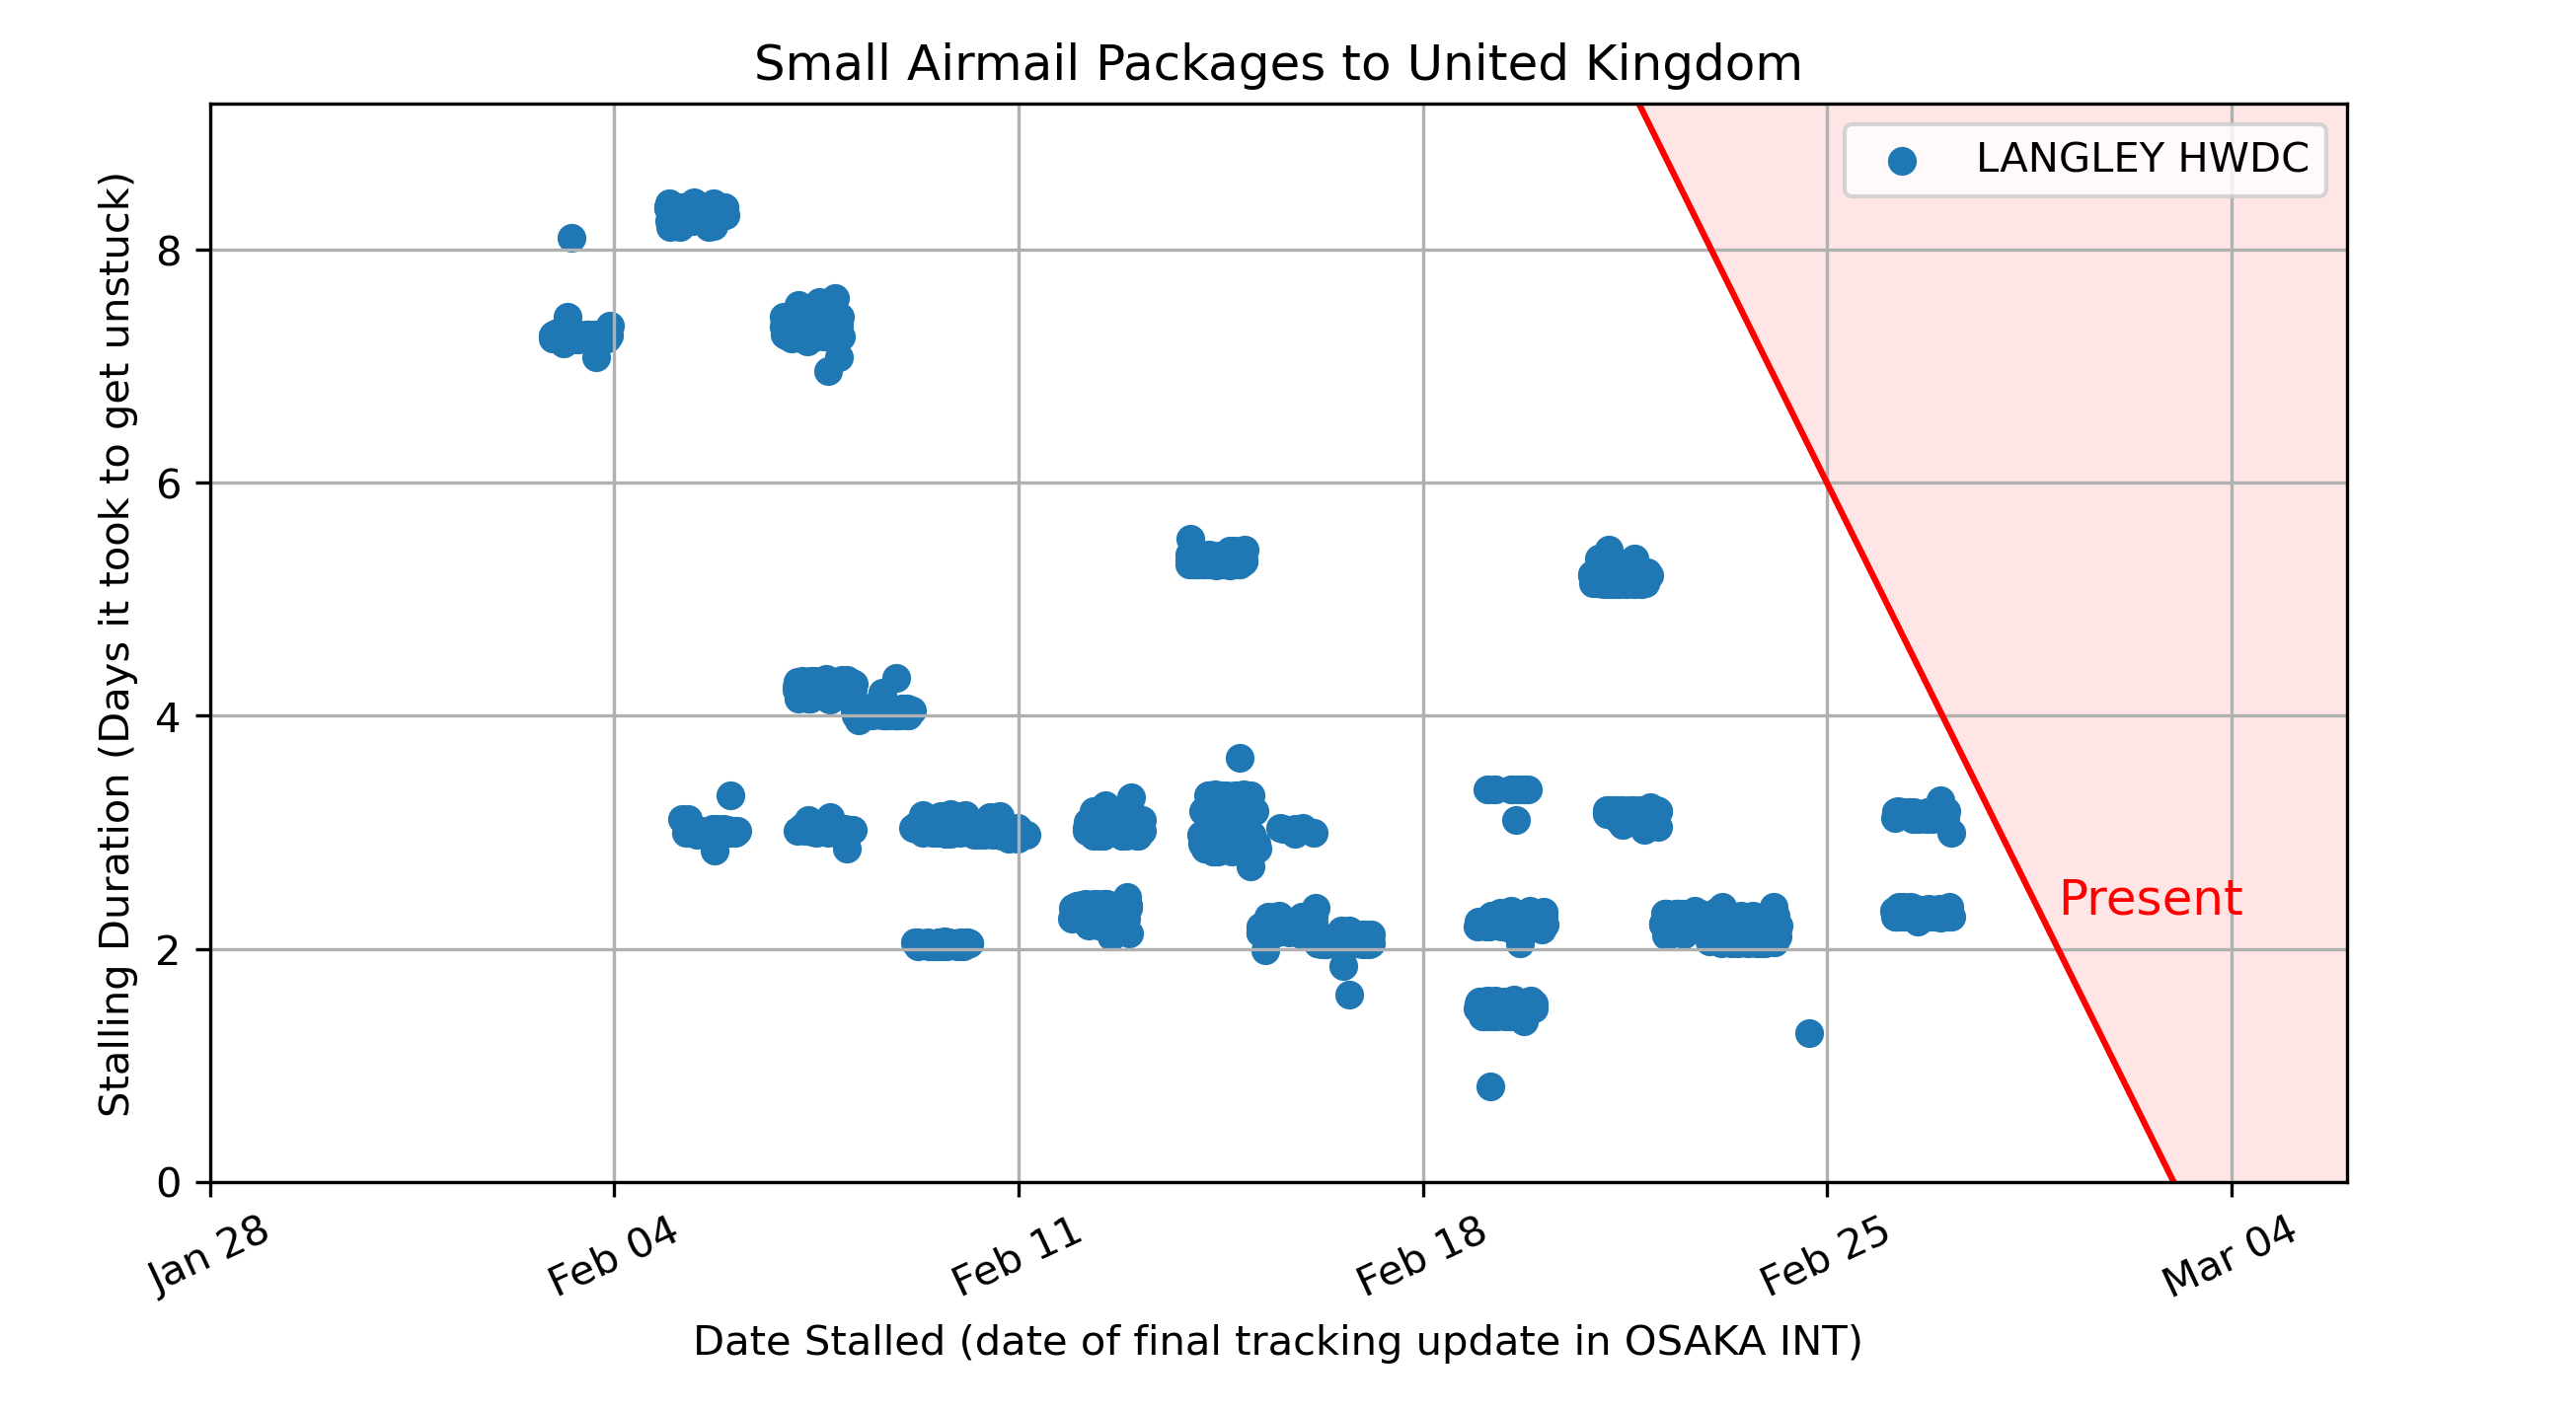 Small Airmail Packages to United Kingdom
LANGLEY HWDC
Stalling Duration (Days it took to get unstuck)
8
6
4
2
0
Present
Jan 28
Feb 04
Feb 11
Feb 18
Feb 25
Mar 04
Date Stalled (date of final tracking update in OSAKA INT)